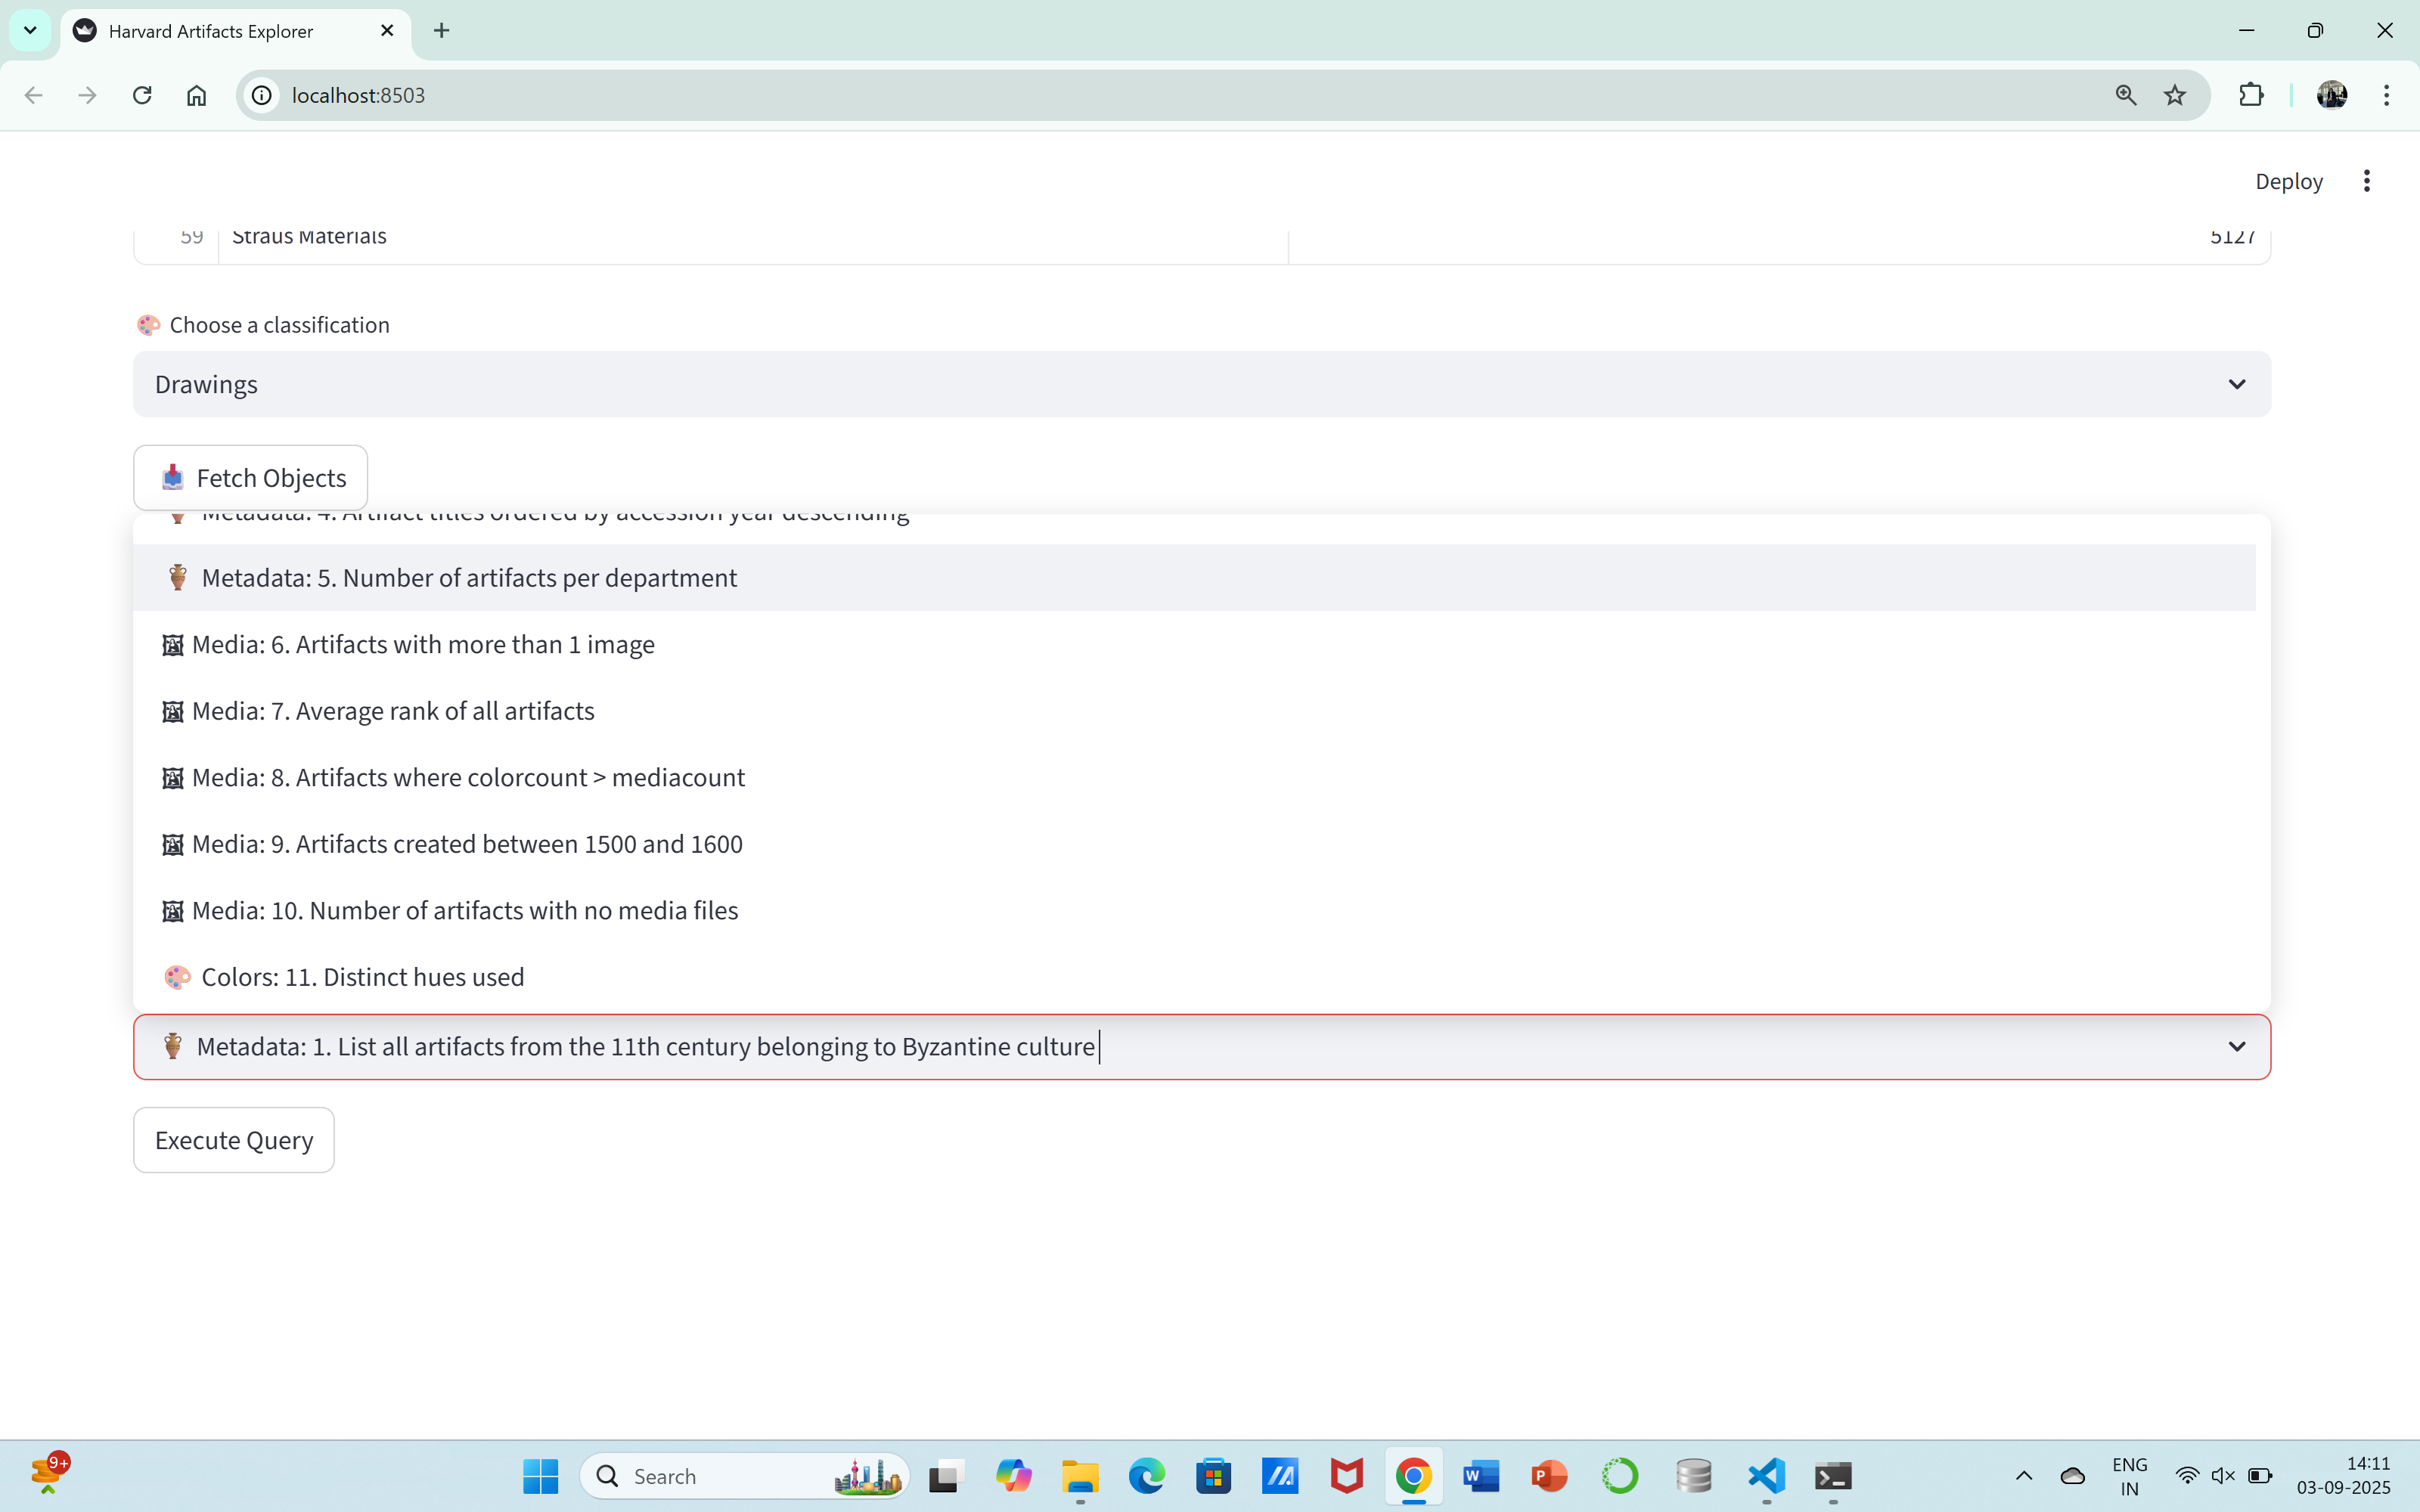 Harvard Artifacts Explorer
localhost:8503
Deploy
59 Straus Materials 5127
Choose a classification
Drawings
Fetch Objects
Metadata: 4. Artifact titles ordered by accession year descending
Metadata: 5. Number of artifacts per department
Media: 6. Artifacts with more than 1 image
Media: 7. Average rank of all artifacts
Media: 8. Artifacts where colorcount > mediacount
Media: 9. Artifacts created between 1500 and 1600
Media: 10. Number of artifacts with no media files
Colors: 11. Distinct hues used
Metadata: 1. List all artifacts from the 11th century belonging to Byzantine culture
Execute Query
9+
Search
ENG
IN
14:11
03-09-2025